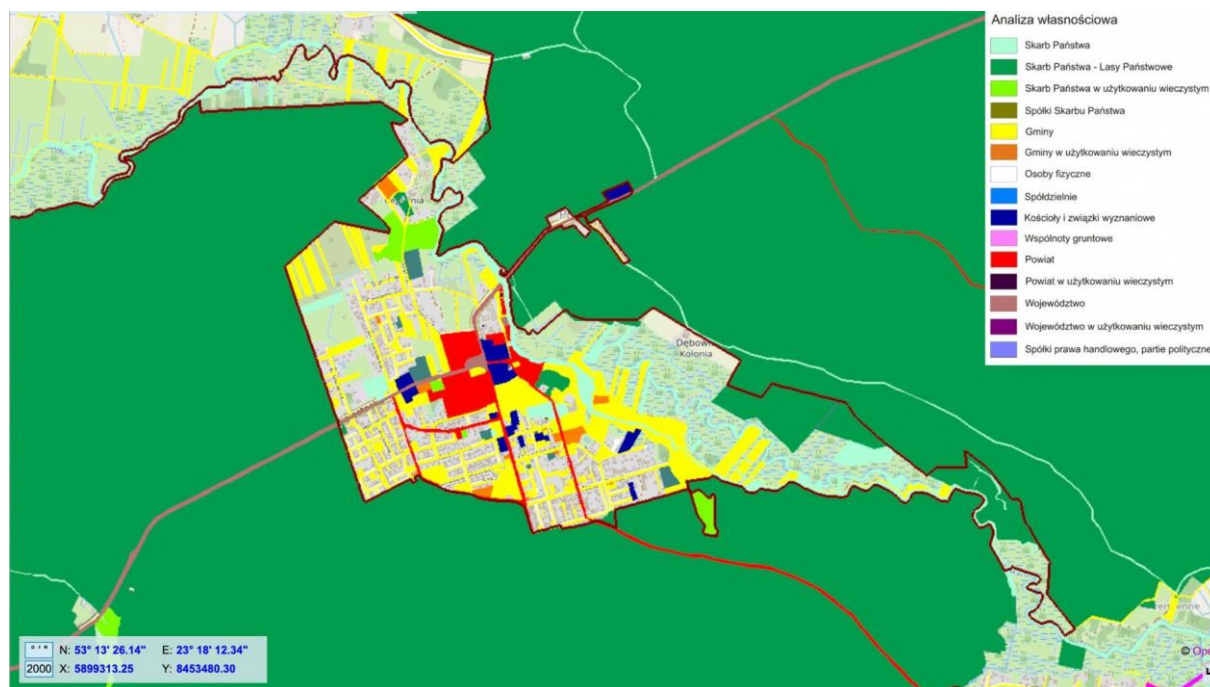 Analiza własnościowa
Skarb Państwa
Skarb Państwa - Lasy Państwowe
Skarb Państwa w użytkowaniu wieczystym
Spółki Skarbu Państwa
Gminy
Gminy w użytkowaniu wieczystym
Osoby fizyczne
Spółdzielnie
Kościoły i związki wyznaniowe
Wspólnoty gruntowe
Powiat
Powiat w użytkowaniu wieczystym
Województwo
Województwo w użytkowaniu wieczystym
Spółki prawa handlowego, partie polityczne
Dębowa
Kolonia
° ' " N: 53° 13' 26.14" E: 23° 18' 12.34"
2000 X: 5899313.25 Y: 8453480.30
© Ope